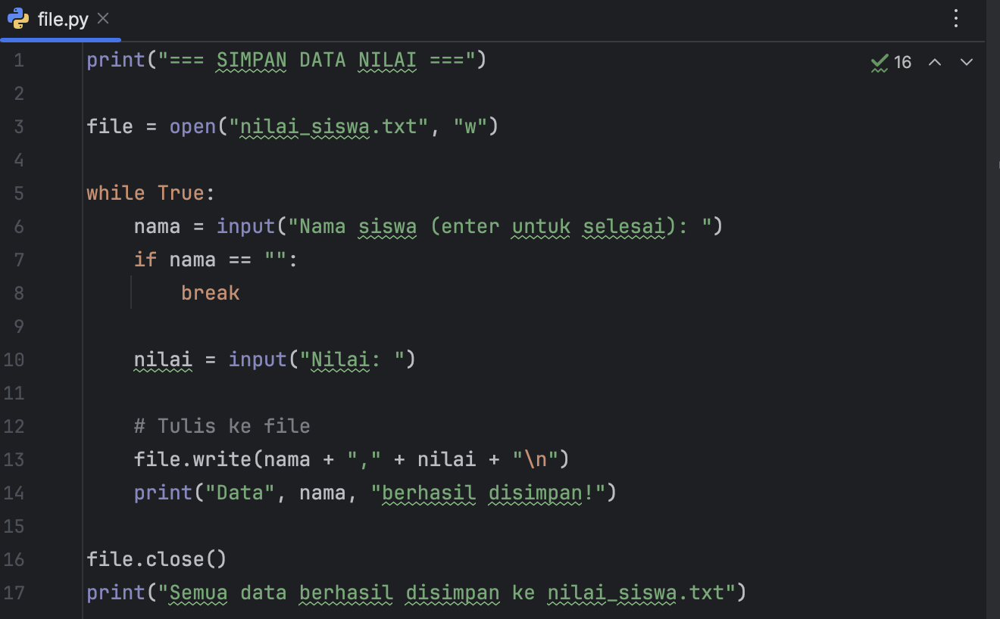 file.py
16
1 print("=== SIMPAN DATA NILAI ===")
2
3 file = open("nilai_siswa.txt", "w")
4
5 while True:
6     nama = input("Nama siswa (enter untuk selesai): ")
7     if nama == "":
8         break
9
10     nilai = input("Nilai: ")
11
12     # Tulis ke file
13     file.write(nama + "," + nilai + "\n")
14     print("Data", nama, "berhasil disimpan!")
15
16 file.close()
17 print("Semua data berhasil disimpan ke nilai_siswa.txt")